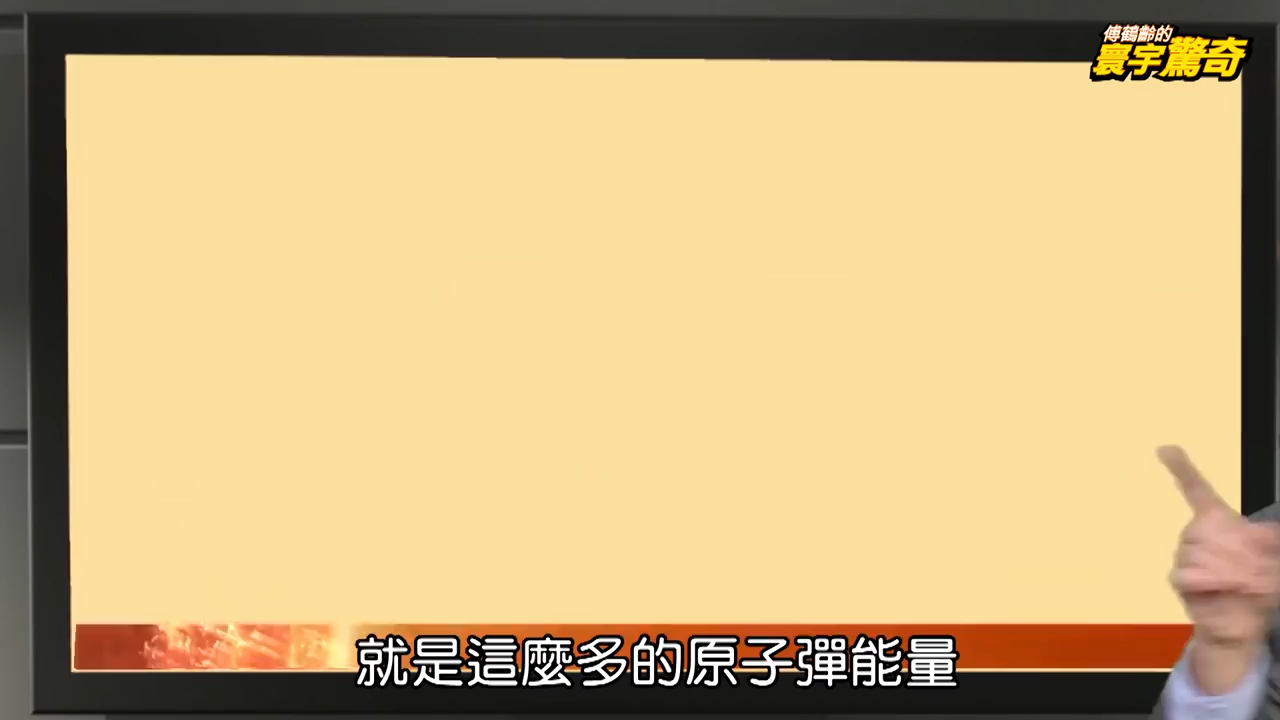 傅鶴齡的
寰宇驚奇
就是這麼多的原子彈能量